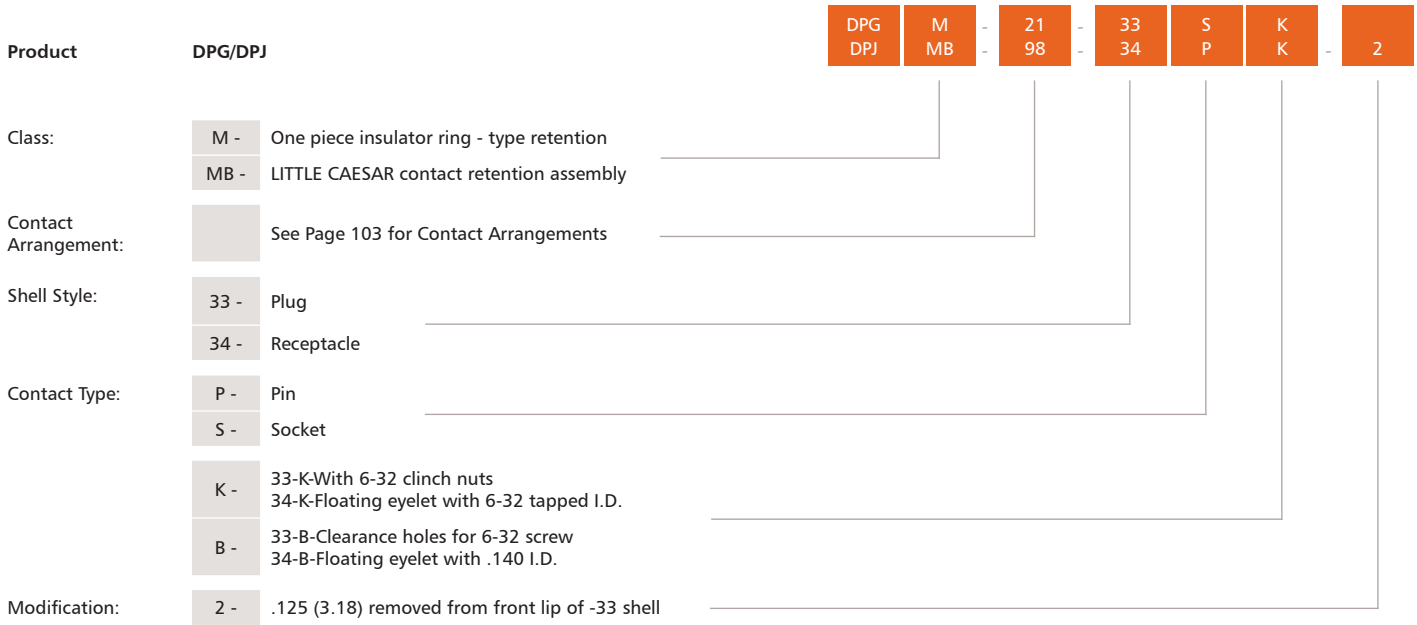 DPG M - 21 - 33 S K
Product DPG/DPJ DPJ MB - 98 - 34 P K - 2
Class: M - One piece insulator ring - type retention
MB - LITTLE CAESAR contact retention assembly
Contact
Arrangement: See Page 103 for Contact Arrangements
Shell Style: 33 - Plug
34 - Receptacle
Contact Type: P - Pin
S - Socket
K - 33-K-With 6-32 clinch nuts
34-K-Floating eyelet with 6-32 tapped I.D.
B - 33-B-Clearance holes for 6-32 screw
34-B-Floating eyelet with .140 I.D.
Modification: 2 - .125 (3.18) removed from front lip of -33 shell